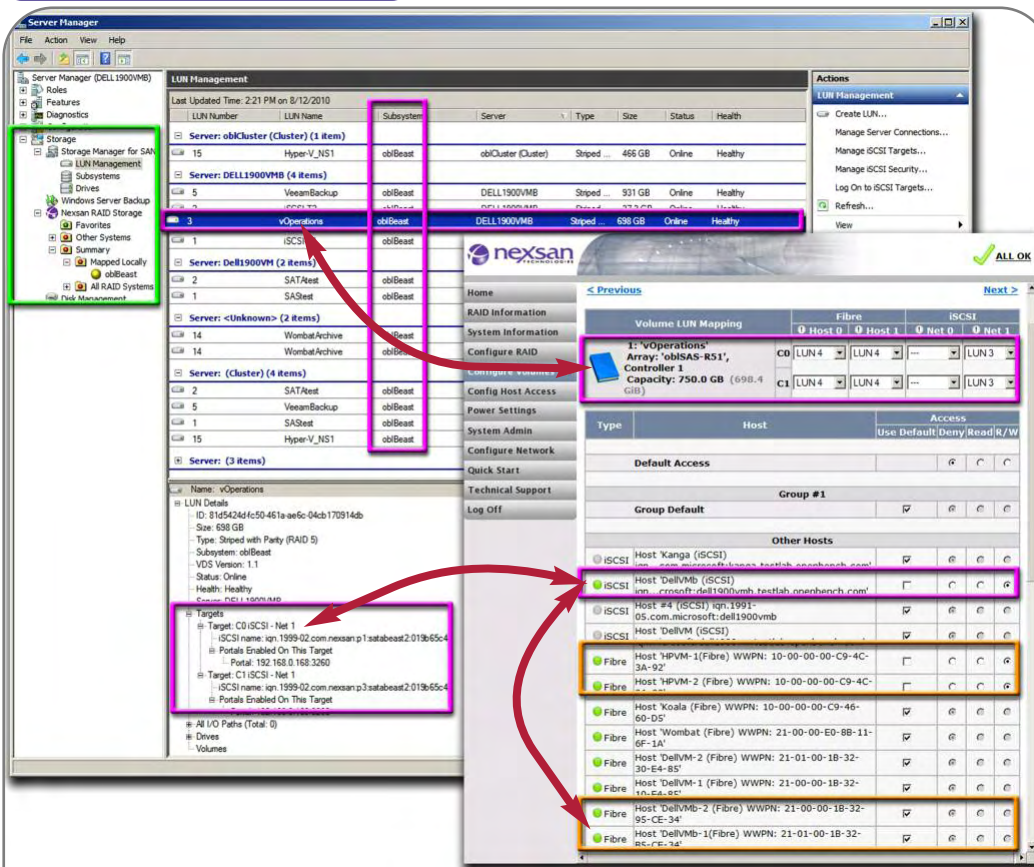 Server Manager
File Action View Help
Server Manager (DELL1900VMB)
Roles
Features
Diagnostics
Storage
Storage Manager for SAN
LUN Management
Subsystems
Drives
Windows Server Backup
Nexsan RAID Storage
Favorites
Other Systems
Summary
Mapped Locally
oblBeast
All RAID Systems
Disk Management
LUN Management
Last Updated Time: 2:21 PM on 8/12/2010
LUN Number LUN Name Subsystem Server Type Size Status Health
Server: oblCluster (Cluster) (1 item)
15 Hyper-V_NS1 oblBeast oblCluster (Cluster) Striped ... 466 GB Online Healthy
Server: DELL1900VMB (4 items)
5 VeeamBackup oblBeast DELL1900VMB Striped ... 931 GB Online Healthy
3 vOperations oblBeast DELL1900VMB Striped ... 698 GB Online Healthy
1 iSCSI oblBeast
Server: Dell1900VM (2 items)
2 SATAtest oblBeast
1 SAStest oblBeast
Server: <Unknown> (2 items)
14 WombatArchive oblBeast
14 WombatArchive oblBeast
Server: (Cluster) (4 items)
2 SATAtest oblBeast
5 VeeamBackup oblBeast
1 SAStest oblBeast
15 Hyper-V_NS1 oblBeast
Server: (3 items)
Name: vOperations
LUN Details
ID: 81d5424d-fc50-461a-ae6c-04cb170914db
Size: 698 GB
Type: Striped with Parity (RAID 5)
Subsystem: oblBeast
VDS Version: 1.1
Status: Online
Health: Healthy
Server: DELL1900VMB
Targets
Target: C0 iSCSI - Net 1
iSCSI name: iqn.1999-02.com.nexsan:p1:satabeast2:019b65c4
Portals Enabled On This Target
Portal: 192.168.0.168:3260
Target: C1 iSCSI - Net 1
iSCSI name: iqn.1999-02.com.nexsan:p3:satabeast2:019b65c4
Portals Enabled On This Target
All I/O Paths (Total: 0)
Drives
Volumes
Actions
LUN Management
Create LUN...
Manage Server Connections...
Manage iSCSI Targets...
Manage iSCSI Security...
Log On to iSCSI Targets...
Refresh...
View
nexsan
TECHNOLOGIES
ALL OK
Home
RAID Information
System Information
Configure RAID
Configure Volumes
Config Host Access
Power Settings
System Admin
Configure Network
Quick Start
Technical Support
Log Off
< Previous Next >
Volume LUN Mapping Fibre iSCSI
Host 0 Host 1 Net 0 Net 1
1: 'vOperations'
Array: 'oblSAS-R51',
Controller 1
Capacity: 750.0 GB (698.4 GiB)
C0 LUN 4 LUN 4 --- LUN 3
C1 LUN 4 LUN 4 --- LUN 3
Type Host Access
Use Default Deny Read R/W
Default Access
Group #1
Group Default
Other Hosts
iSCSI Host 'Kanga (iSCSI)
iSCSI Host 'DellVMb (iSCSI)
iqn...crosoft:dell1900vmb.testlab.openbench.com'
iSCSI Host #4 (iSCSI) iqn.1991-
05.com.microsoft:dell1900vmb
iSCSI Host 'DellVM (iSCSI)
Fibre Host 'HPVM-1(Fibre) WWPN: 10-00-00-00-C9-4C-
3A-92'
Fibre Host 'HPVM-2 (Fibre) WWPN: 10-00-00-00-C9-4C-
Fibre Host 'Koala (Fibre) WWPN: 10-00-00-00-C9-46-
60-D5'
Fibre Host 'Wombat (Fibre) WWPN: 21-00-00-E0-8B-11-
6F-1A'
Fibre Host 'DellVM-2 (Fibre) WWPN: 21-01-00-1B-32-
30-E4-85'
Fibre Host 'DellVM-1 (Fibre) WWPN: 21-00-00-1B-32-
10-E4-85'
Fibre Host 'DellVMb-2 (Fibre) WWPN: 21-00-00-1B-32-
95-CE-34'
Fibre Host 'DellVMb-1(Fibre) WWPN: 21-01-00-1B-32-
B5-CE-34'